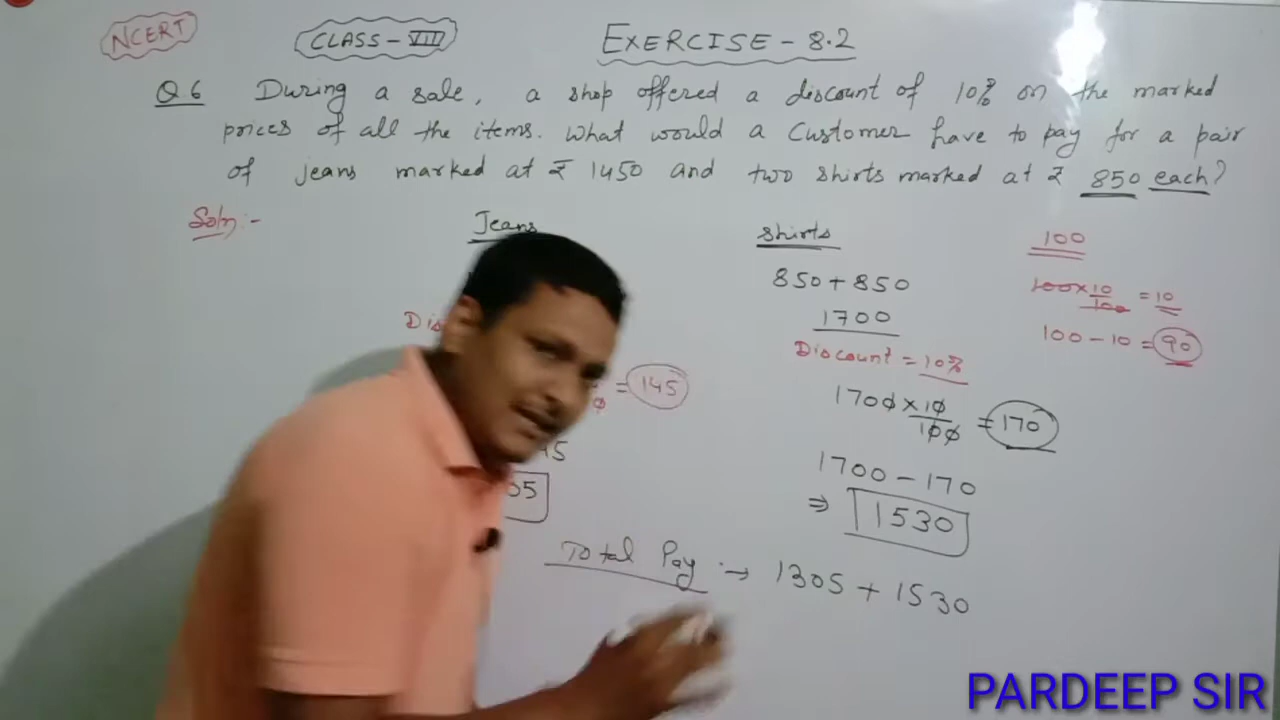 NCERT CLASS-VIII EXERCISE-8.2
Q6 During a sale, a shop offered a discount of 10% on the marked
prices of all the items. What would a Customer have to pay for a pair
of jeans marked at ₹ 1450 and two shirts marked at ₹ 850 each?
Soln:-
Jeans
= 145
Shirts
850+850
1700
Discount = 10%
1700×10/100 = 170
1700-170
⇒ 1530
100
100×10/100 = 10
100-10 = 90
Total Pay :→ 1305 + 1530
PARDEEP SIR